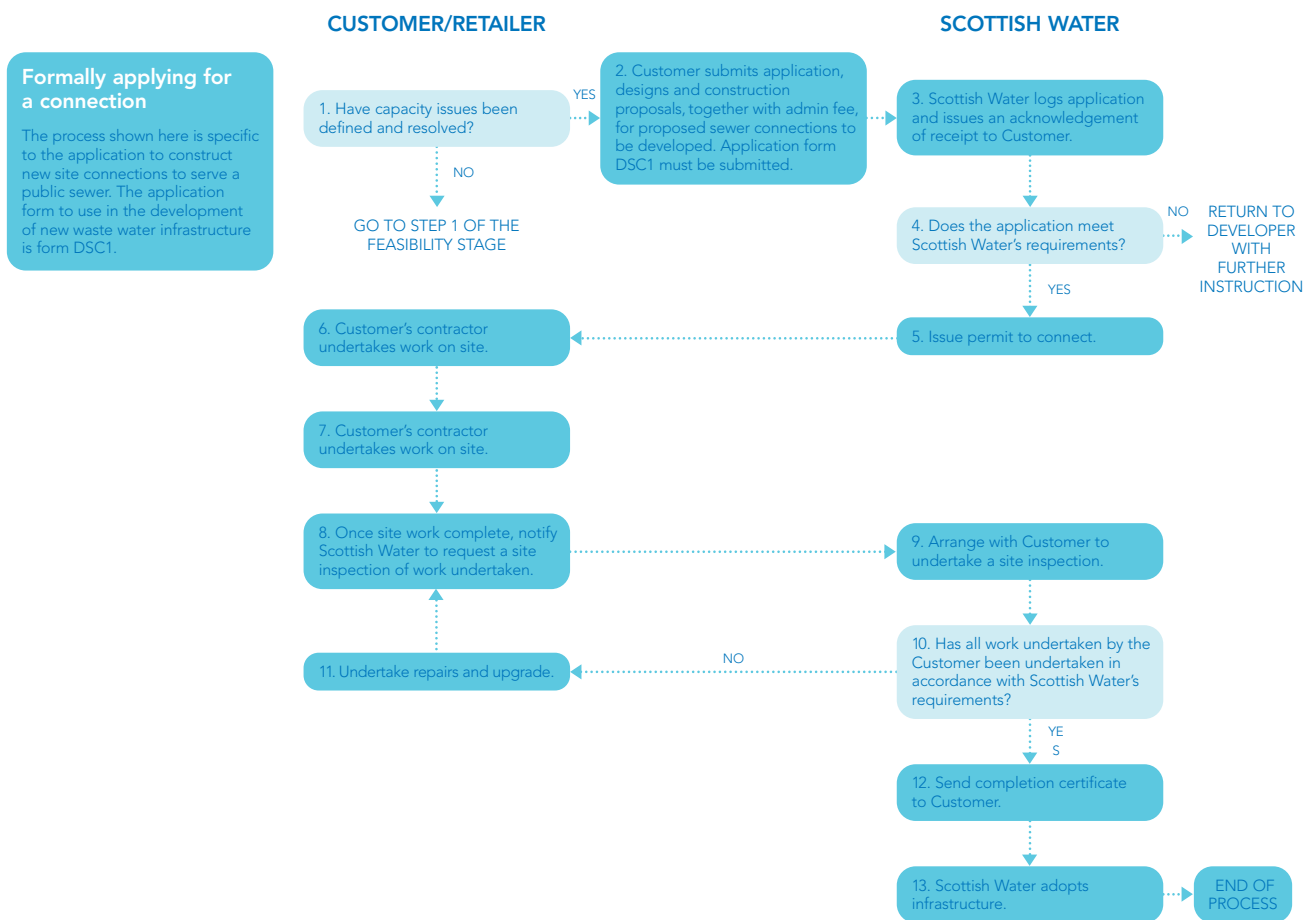 CUSTOMER/RETAILER
SCOTTISH WATER
Formally applying for
a connection
The process shown here is specific
to the application to construct
new site connections to serve a
public sewer. The application
form to use in the development
of new waste water infrastructure
is form DSC1.
1. Have capacity issues been
defined and resolved?
YES
NO
GO TO STEP 1 OF THE
FEASIBILITY STAGE
2. Customer submits application,
designs and construction
proposals, together with admin fee,
for proposed sewer connections to
be developed. Application form
DSC1 must be submitted.
3. Scottish Water logs application
and issues an acknowledgement
of receipt to Customer.
4. Does the application meet
Scottish Water's requirements?
NO
RETURN TO
DEVELOPER
WITH
FURTHER
INSTRUCTION
YES
5. Issue permit to connect.
6. Customer's contractor
undertakes work on site.
7. Customer's contractor
undertakes work on site.
8. Once site work complete, notify
Scottish Water to request a site
inspection of work undertaken.
9. Arrange with Customer to
undertake a site inspection.
10. Has all work undertaken by the
Customer been undertaken in
accordance with Scottish Water's
requirements?
NO
11. Undertake repairs and upgrade.
YE
S
12. Send completion certificate
to Customer.
13. Scottish Water adopts
infrastructure.
END OF
PROCESS